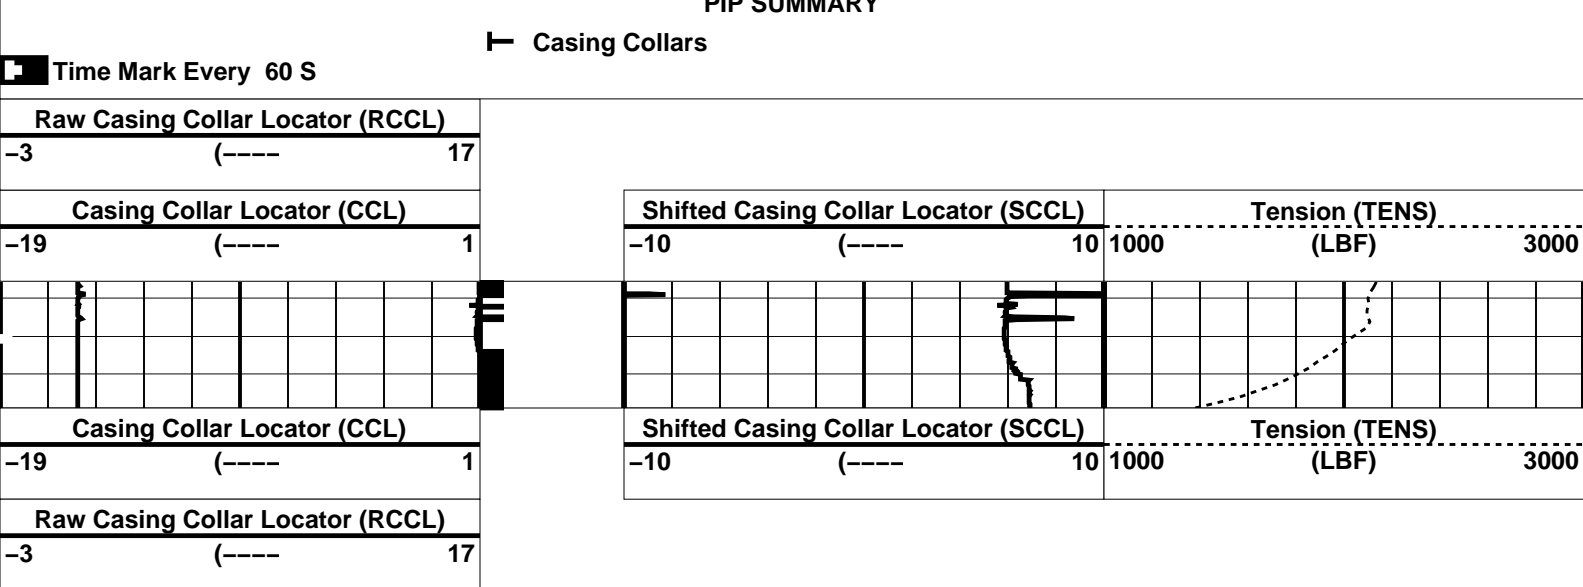 PIP SUMMARY
Casing Collars
Time Mark Every 60 S
Raw Casing Collar Locator (RCCL)
−3 (−−−− 17
Casing Collar Locator (CCL) Shifted Casing Collar Locator (SCCL) Tension (TENS)
−19 (−−−− 1 −10 (−−−− 10 1000 (LBF) 3000
Casing Collar Locator (CCL) Shifted Casing Collar Locator (SCCL) Tension (TENS)
−19 (−−−− 1 −10 (−−−− 10 1000 (LBF) 3000
Raw Casing Collar Locator (RCCL)
−3 (−−−− 17